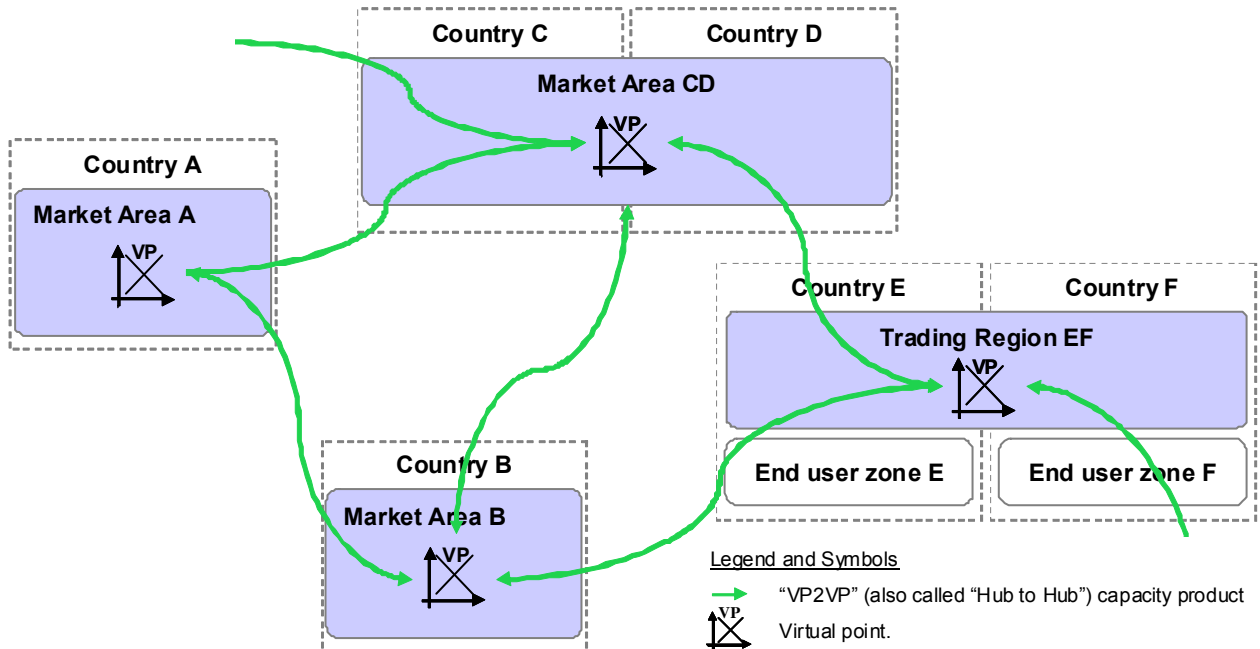 Country C
Country D
Market Area CD
VP
Country A
Market Area A
VP
Country E
Country F
Trading Region EF
VP
End user zone E
End user zone F
Country B
Market Area B
VP
Legend and Symbols
“VP2VP” (also called “Hub to Hub”) capacity product
VP
Virtual point.